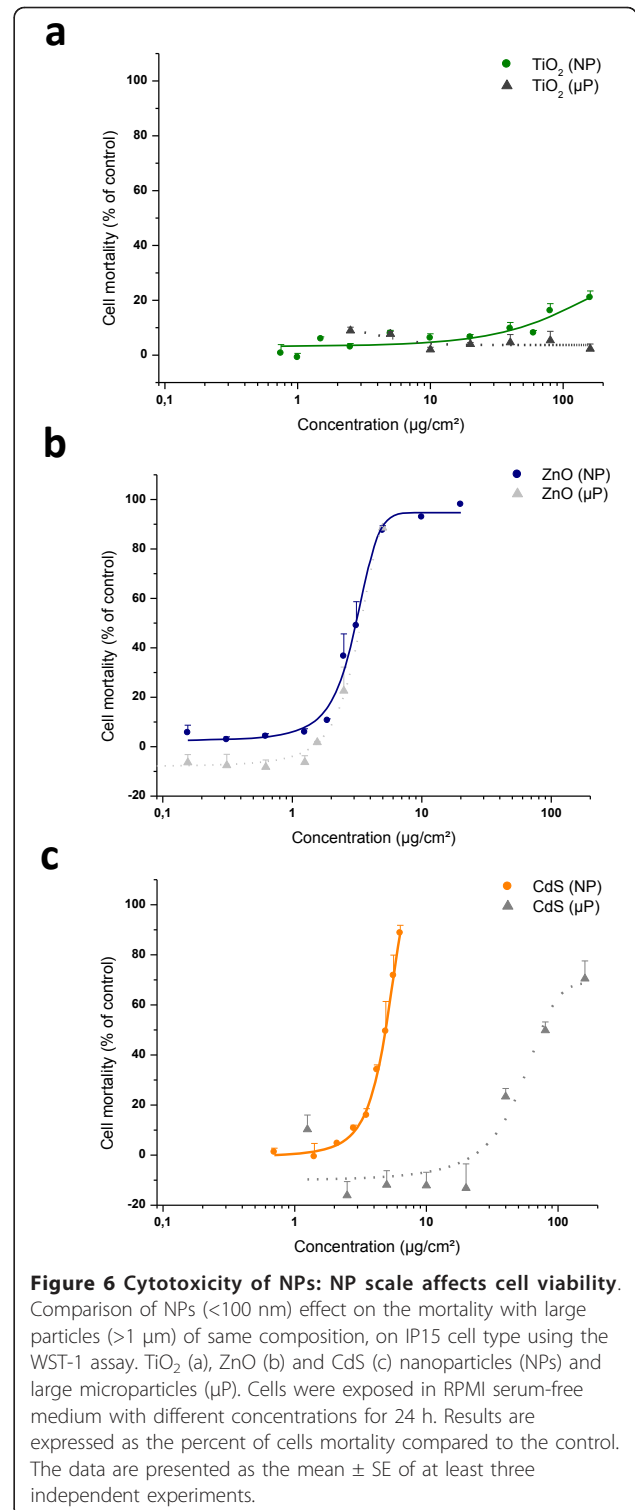 a
TiO₂ (NP)
TiO₂ (µP)
100
80
60
40
20
0
Cell mortality (% of control)
0,1
1
10
100
Concentration (µg/cm²)
b
ZnO (NP)
ZnO (µP)
100
80
60
40
20
0
-20
Cell mortality (% of control)
0,1
1
10
100
Concentration (µg/cm²)
c
CdS (NP)
CdS (µP)
100
80
60
40
20
0
-20
Cell mortality (% of control)
0,1
1
10
100
Concentration (µg/cm²)
Figure 6 Cytotoxicity of NPs: NP scale affects cell viability.
Comparison of NPs (<100 nm) effect on the mortality with large
particles (>1 μm) of same composition, on IP15 cell type using the
WST-1 assay. TiO₂ (a), ZnO (b) and CdS (c) nanoparticles (NPs) and
large microparticles (µP). Cells were exposed in RPMI serum-free
medium with different concentrations for 24 h. Results are
expressed as the percent of cells mortality compared to the control.
The data are presented as the mean ± SE of at least three
independent experiments.